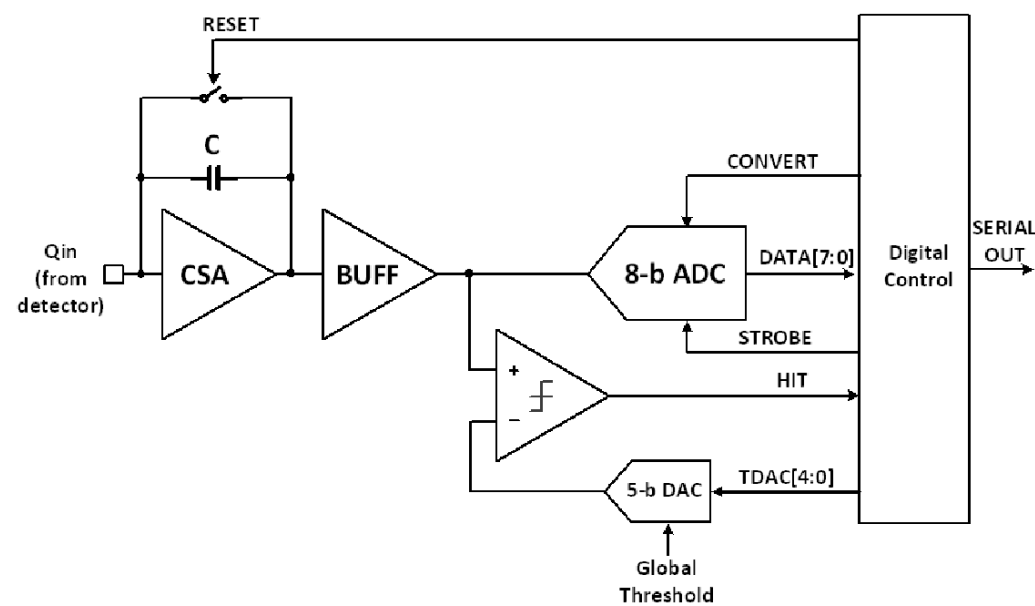 RESET
C
CONVERT
Qin
(from
detector)
CSA
BUFF
8-b ADC
DATA[7:0]
Digital
Control
SERIAL
OUT
STROBE
+
HIT
−
5-b DAC
TDAC[4:0]
Global
Threshold